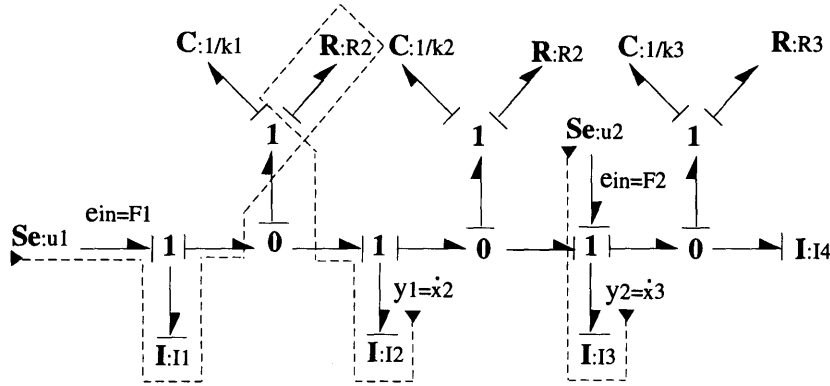 C:1/k1 R:R2 C:1/k2 R:R2 C:1/k3 R:R3
1 1 Se:u2 1
ein=F1 ein=F2
Se:u1 1 0 1 0 1 0 I:I4
y1=ẋ2 y2=ẋ3
I:I1 I:I2 I:I3